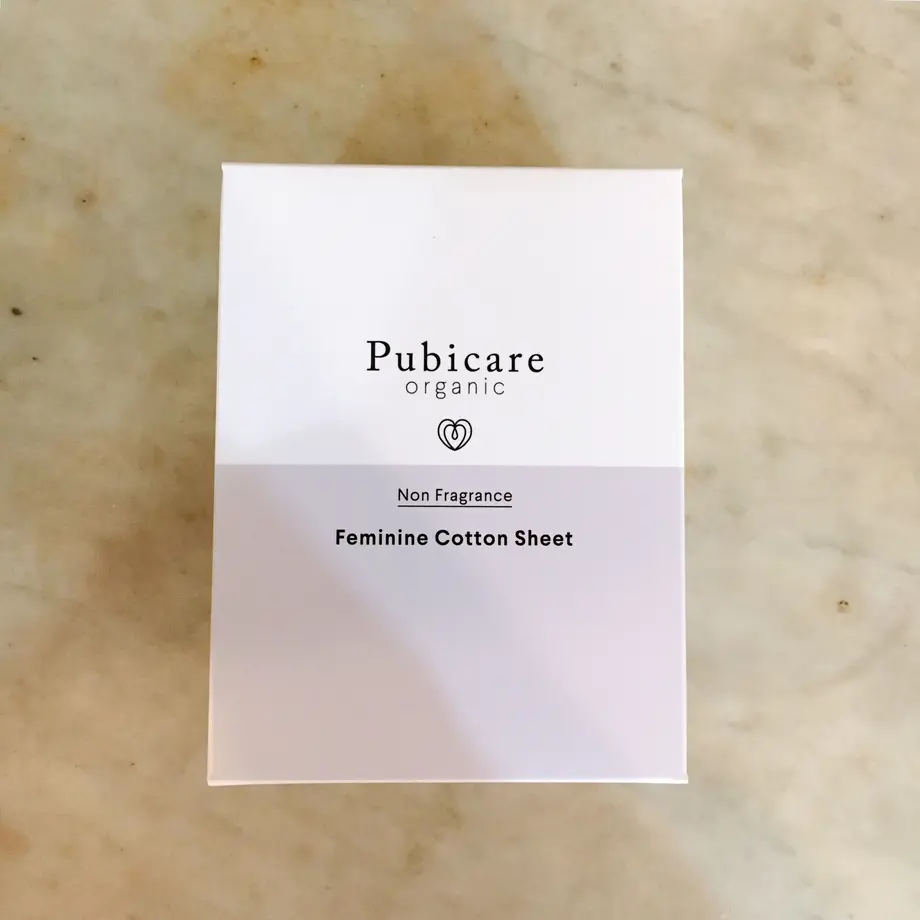 Pubicare
organic
Non Fragrance
Feminine Cotton Sheet